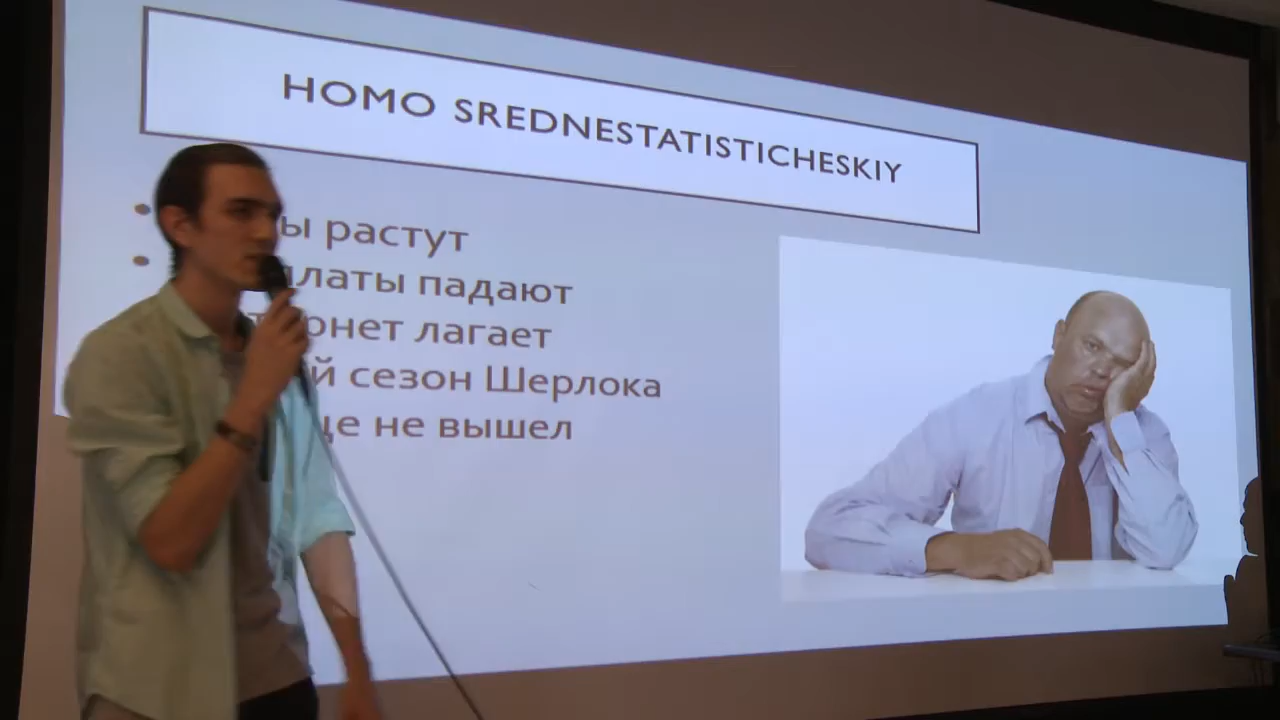 HOMO SREDNESTATISTICHESKIY
растут
падают
лагает
сезон Шерлока
не вышел